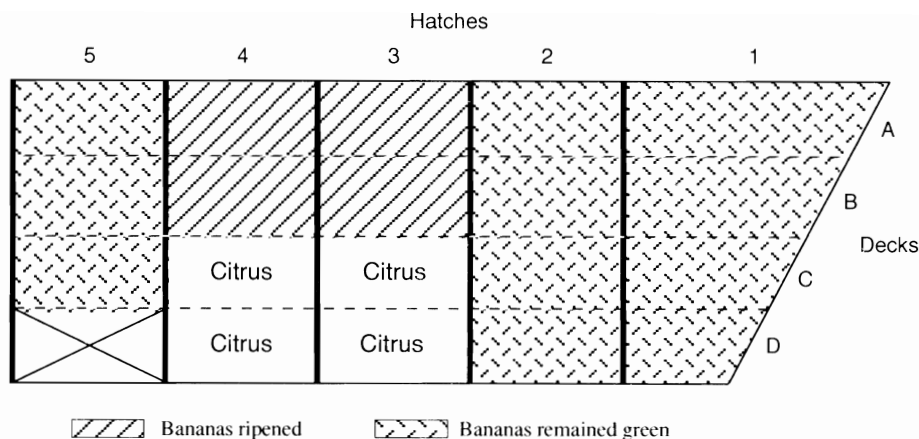 Hatches
5 4 3 2 1
A
B
Decks
Citrus Citrus
C
Citrus Citrus
D
Bananas ripened Bananas remained green